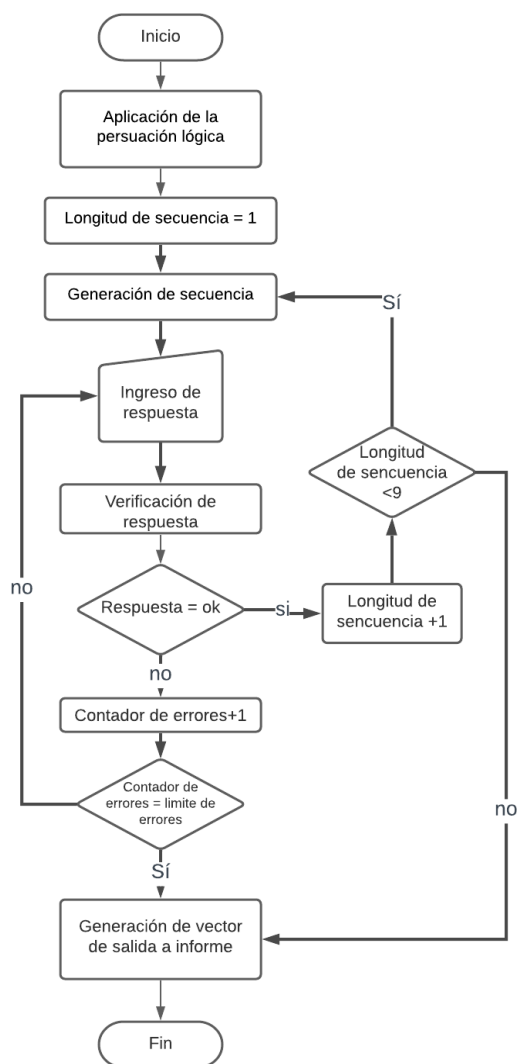 Inicio
Aplicación de la
persuación lógica
Longitud de secuencia = 1
Generación de secuencia
Sí
Ingreso de
respuesta
Longitud
de sencuencia
<9
Verificación de
respuesta
no
Respuesta = ok
si
Longitud de
sencuencia +1
no
Contador de errores+1
Contador de
errores = limite de
errores
no
Sí
Generación de vector
de salida a informe
Fin